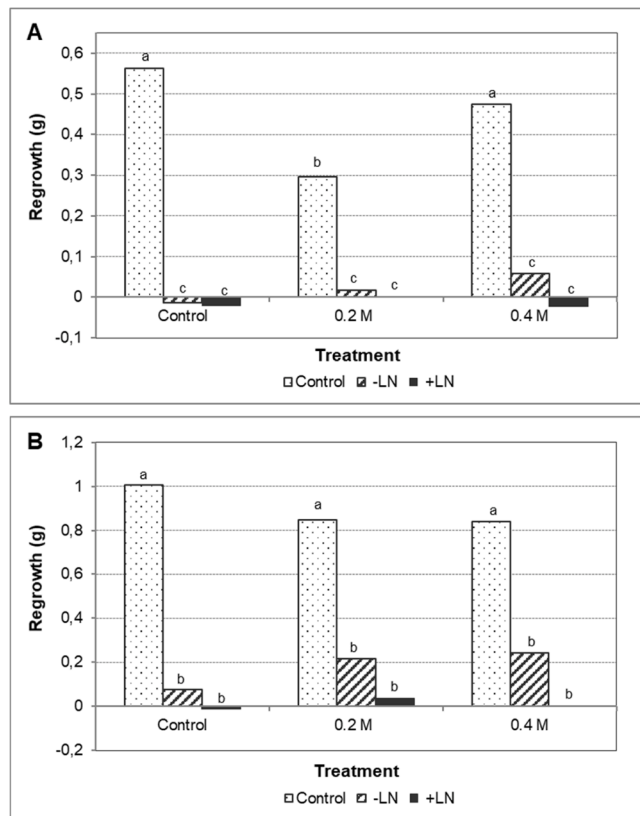 A
Regrowth (g)
0,6
0,5
0,4
0,3
0,2
0,1
0
-0,1
a
c
c
b
c
c
a
c
c
Control
0.2 M
0.4 M
Treatment
Control -LN +LN
B
Regrowth (g)
1,2
1
0,8
0,6
0,4
0,2
0
-0,2
a
b
b
a
b
b
a
b
b
Control
0.2 M
0.4 M
Treatment
Control -LN +LN